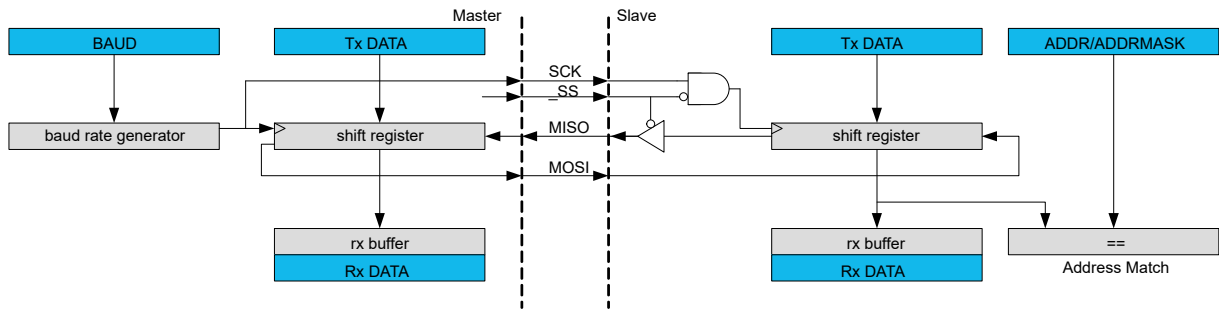 Master
Slave
BAUD
Tx DATA
Tx DATA
ADDR/ADDRMASK
SCK
_SS
baud rate generator
shift register
MISO
shift register
MOSI
rx buffer
rx buffer
==
Rx DATA
Rx DATA
Address Match